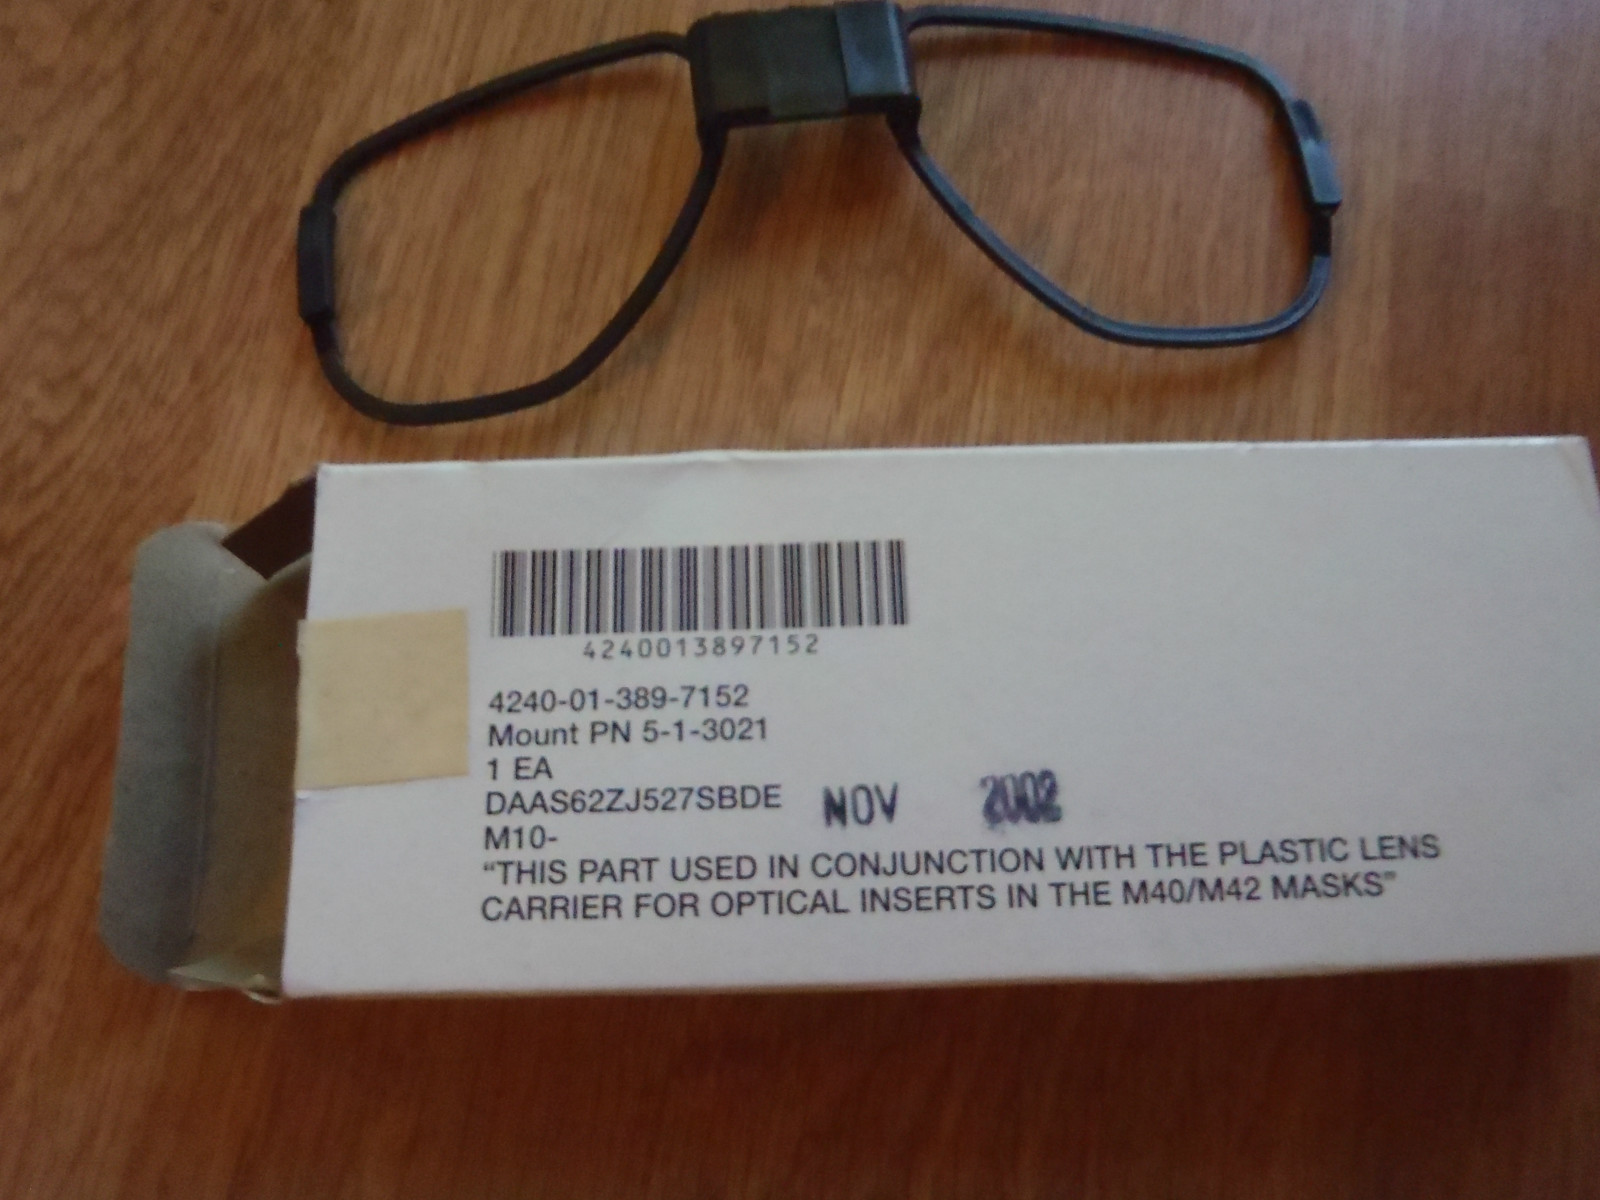 4240013897152
4240-01-389-7152
Mount PN 5-1-3021
1 EA
DAAS62ZJ527SBDE NOV 2002
M10-
“THIS PART USED IN CONJUNCTION WITH THE PLASTIC LENS
CARRIER FOR OPTICAL INSERTS IN THE M40/M42 MASKS”